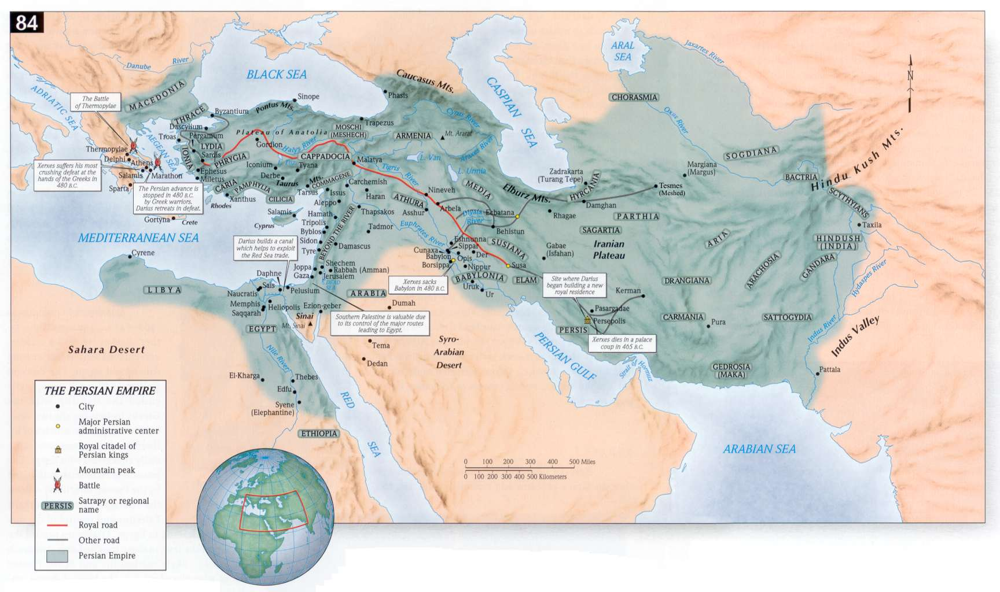 84
ARAL
SEA
Jaxartes River
Danube River
BLACK SEA
Caucasus Mts.
CASPIAN SEA
N
ADRIATIC SEA
MACEDONIA
The Battle
of Thermopylae
THRACE
Byzantium
Sinope
Pontus Mts.
Phasis
CHORASMIA
Oxus River
Cyrus River
Dascylium
Trapezus
MOSCHI
(MESHECH)
Plateau of Anatolia
Troas
Pergamum
AEGEAN SEA
LYDIA
Gordion
Halys River
ARMENIA
Mt. Ararat
Araxes River
Thermopylae
Delphi
Athens
IONIA
Sardis
PHRYGIA
L. Tuz
CAPPADOCIA
Malatya
L. Van
L. Urmia
SOGDIANA
Hindu Kush Mts.
Xerxes suffers his most
crushing defeat at the
hands of the Greeks in
480 B.C.
Salamis
Marathon
Ephesus
Miletus
Iconium
Tyana
Derbe
Taurus Mts.
COMMAGENE
Tigris River
Zadrakarta
(Turang Tepe)
Margiana
(Margus)
BACTRIA
Sparta
The Persian advance is
stopped in 480 B.C.
by Greek warriors.
Darius retreats in defeat.
CARIA
PAMPHYLIA
Tarsus
Issus
Carchemish
Haran
Nineveh
MEDIA
Elburz Mts.
HYRCANIA
Tesmes
(Meshed)
SCYTHYIANS
Rhodes
Xanthus
CILICIA
Aleppo
ATHURA
Arbela
Damghan
Salamis
Hamath
Thapsakos
Asshur
Diyala
River
Ecbatana
Rhagae
PARTHIA
Gortyna
Crete
Cyprus
Tripolis
Byblos
BEYOND THE RIVER
Tadmor
Euphrates River
Behistun
SAGARTIA
Taxila
MEDITERRANEAN SEA
Darius builds a canal
which helps to exploit
the Red Sea trade.
Sidon
Tyre
Damascus
Eshnunna
Sippar
SUSIANA
Iranian
Plateau
ARIA
HINDUSH
(INDIA)
Cyrene
Cunaxa
Babylon
Opis
Der
Gabae
(Isfahan)
GANDARA
Shechem
Borsippa
Nippur
Susa
ARACHOSIA
Daphne
Joppa
Rabbah (Amman)
Gaza
Jerusalem
DEAD
SEA
Xerxes sacks
Babylon in 480 B.C.
BABYLONIA
ELAM
Site where Darius
began building a new
royal residence
DRANGIANA
Hydaspes River
LIBYA
Sais
Naucratis
Pelusium
ARABIA
Uruk
Ur
Kerman
Memphis
Saqqarah
Heliopolis
Ezion-geber
Dumah
Pasargadae
Persepolis
CARMANIA
SATTOGYDIA
Sinai
Mt. Sinai
Southern Palestine is valuable due
to its control of the major routes
leading to Egypt.
Pura
EGYPT
PERSIS
Xerxes dies in a palace
coup in 465 B.C.
Indus River
Indus Valley
Sahara Desert
Nile River
Tema
Syro-
Arabian
Desert
PERSIAN GULF
Dedan
Strait of Hormuz
GEDROSIA
(MAKA)
Pattala
El-Kharga
Thebes
Edfu
Syene
(Elephantine)
RED SEA
ETHIOPIA
ARABIAN SEA
THE PERSIAN EMPIRE
City
Major Persian
administrative center
Royal citadel of
Persian kings
Mountain peak
Battle
PERSIS
Satrapy or regional
name
Royal road
Other road
Persian Empire
0 100 200 300 400 500 Miles
0 100 200 300 400 500 Kilometers